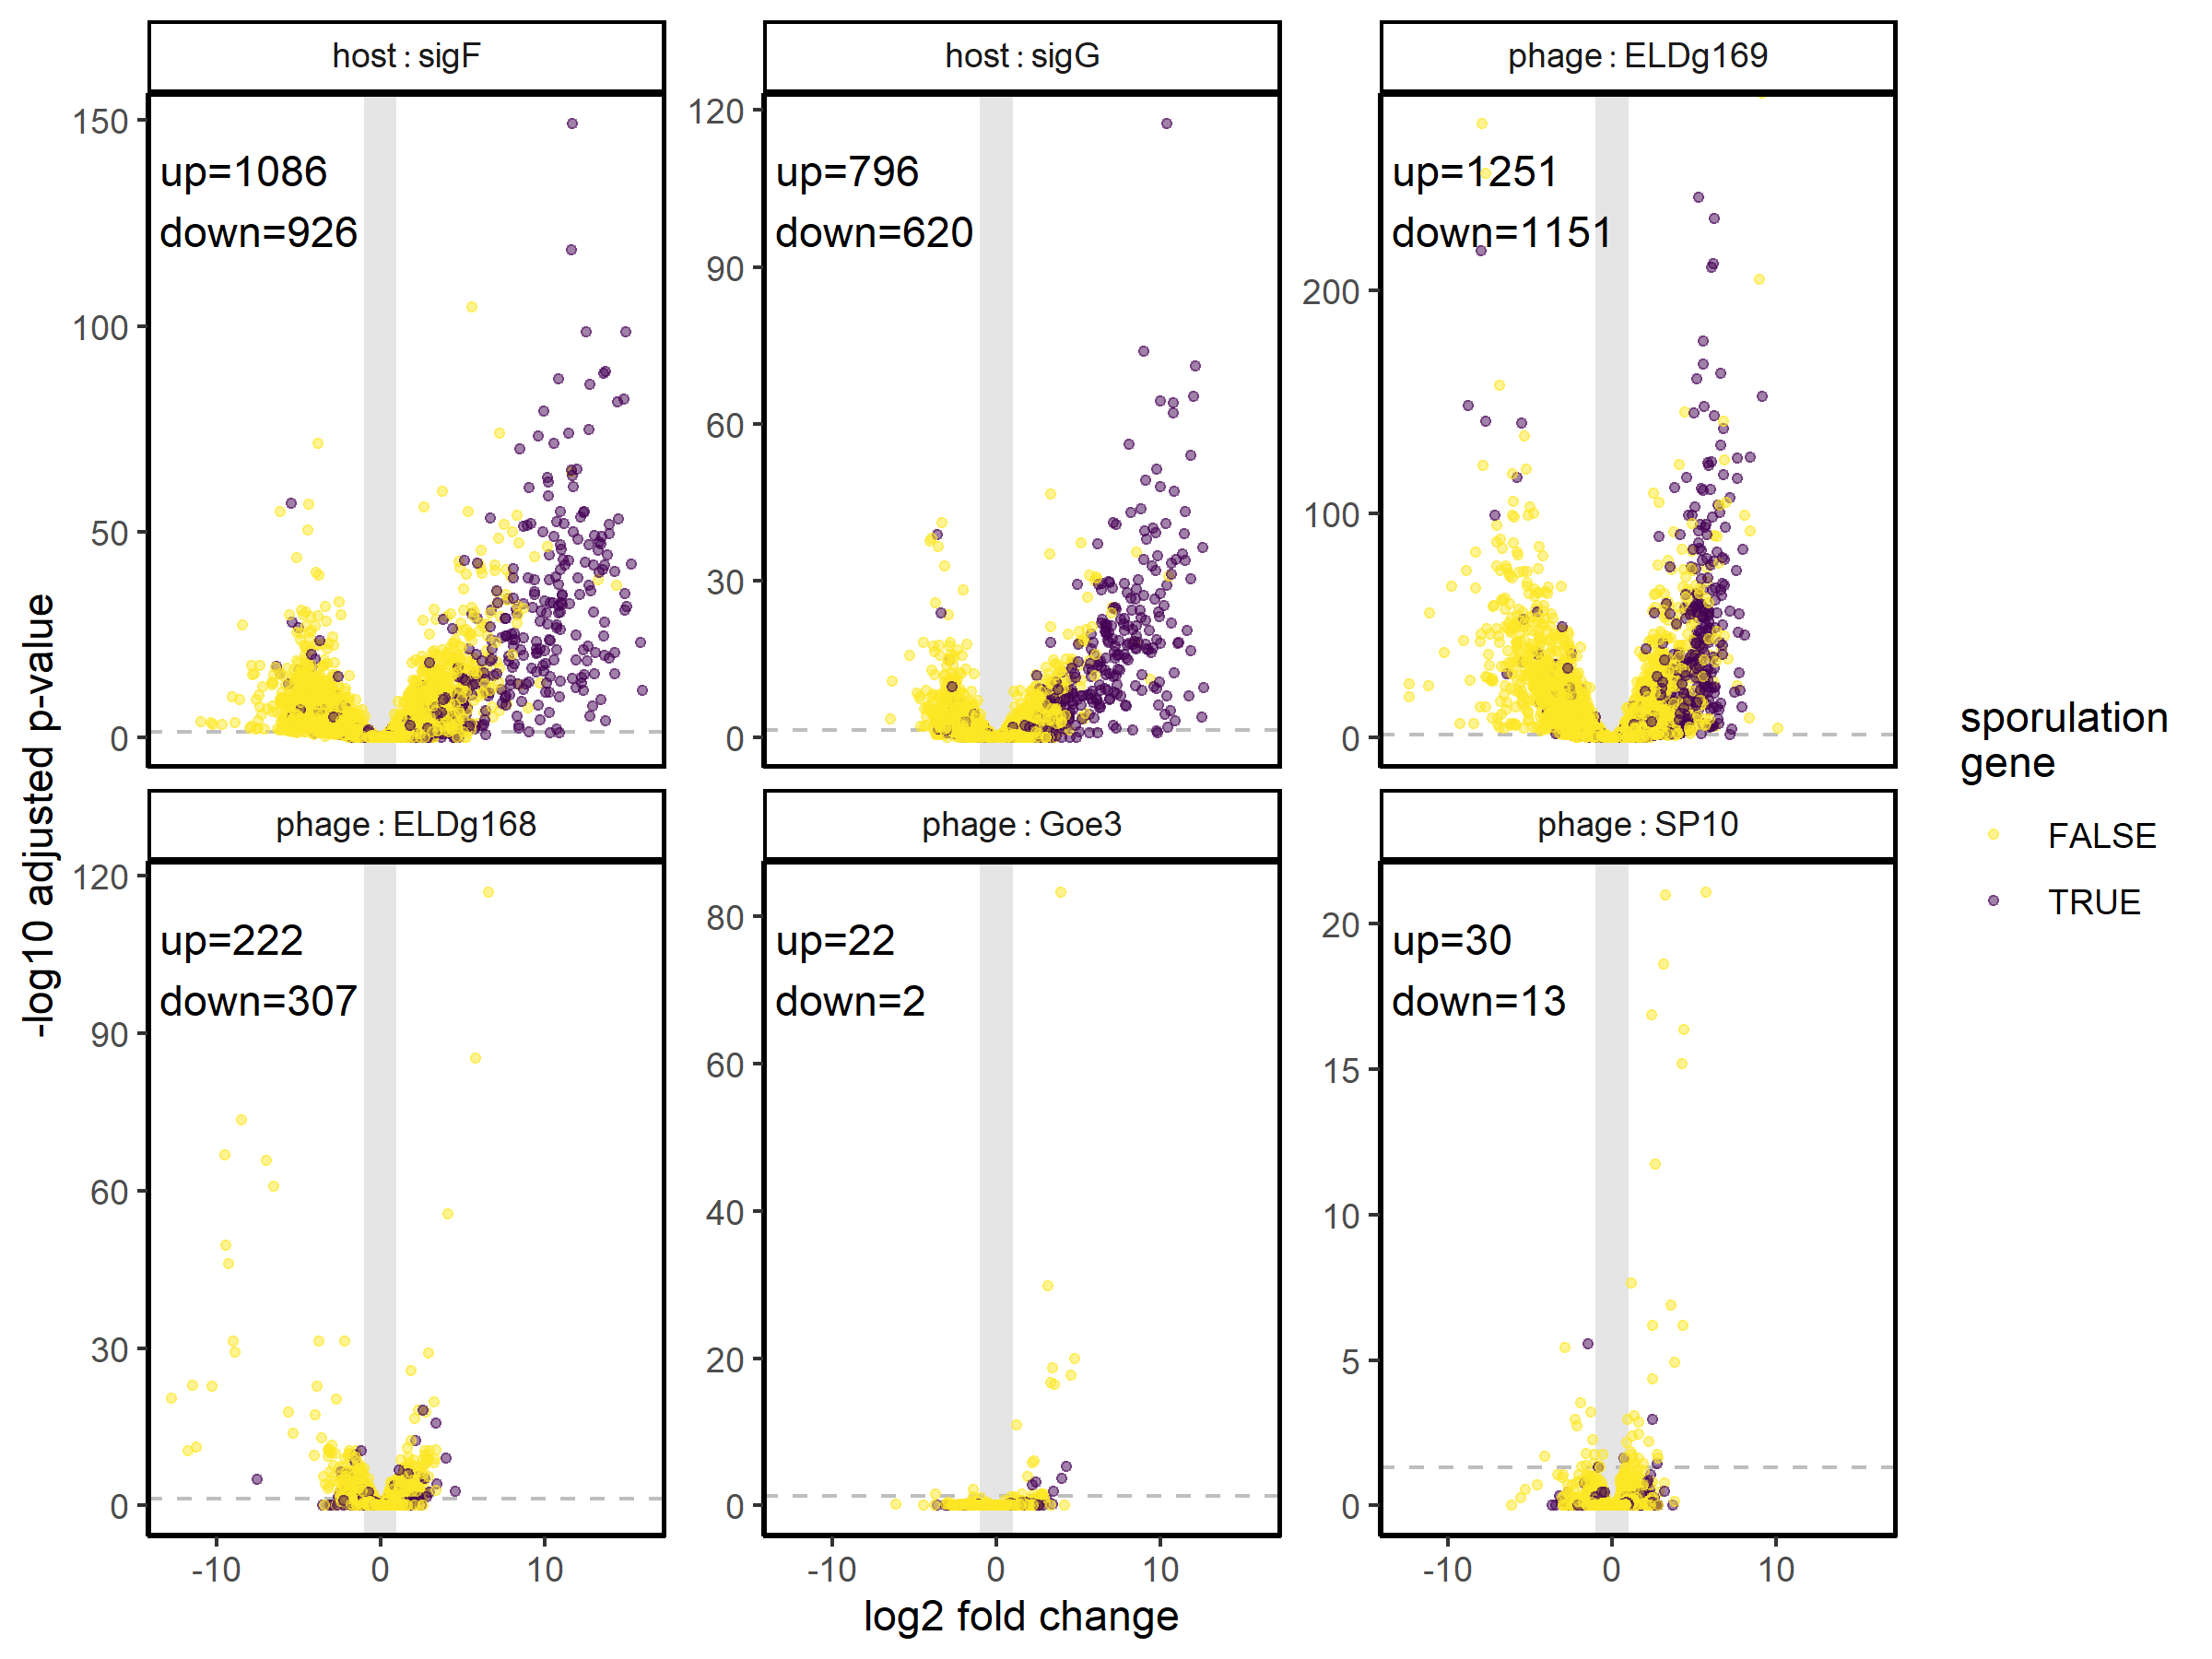 host : sigF
host : sigG
phage : ELDg169
150
100
50
0
up=1086
down=926
120
90
60
30
0
up=796
down=620
200
100
0
up=1251
down=1151
-log10 adjusted p-value
phage : ELDg168
phage : Goe3
phage : SP10
120
90
60
30
0
up=222
down=307
80
60
40
20
0
up=22
down=2
20
15
10
5
0
up=30
down=13
-10
0
10
-10
0
10
-10
0
10
log2 fold change
sporulation
gene
FALSE
TRUE